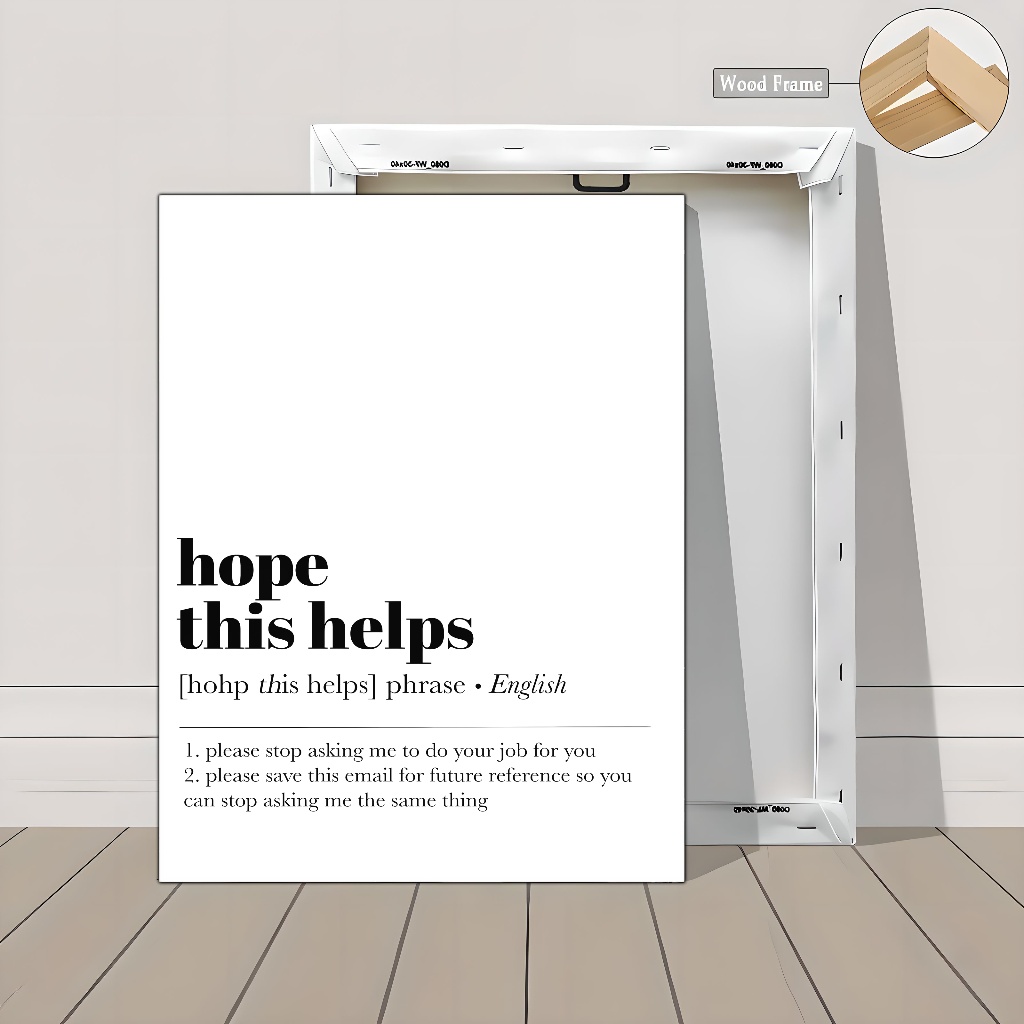 Wood Frame
hope
this helps
[hohp this helps] phrase • English
1. please stop asking me to do your job for you
2. please save this email for future reference so you
can stop asking me the same thing